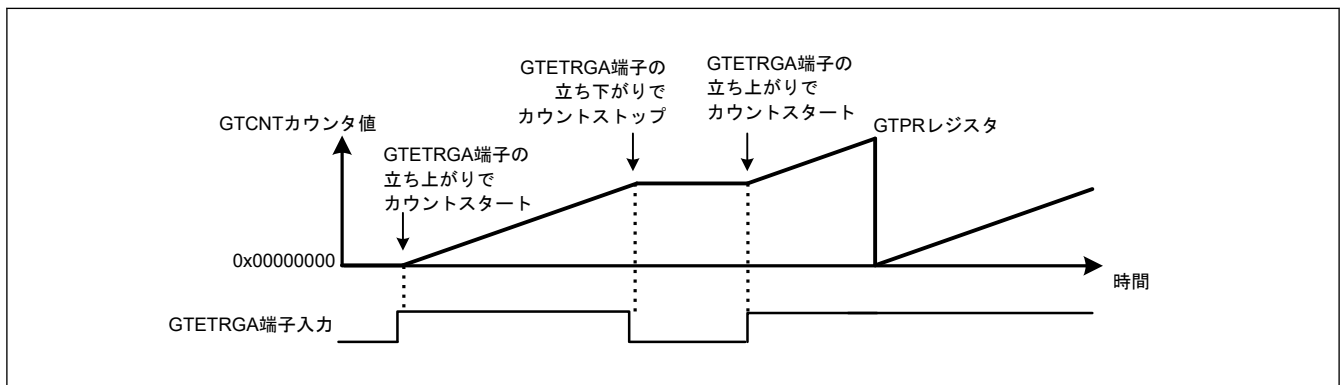 GTETRGA端子の
立ち下がりで
カウントストップ
GTETRGA端子の
立ち上がりで
カウントスタート
GTCNTカウンタ値
GTPRレジスタ
GTETRGA端子の
立ち上がりで
カウントスタート
0x00000000
時間
GTETRGA端子入力